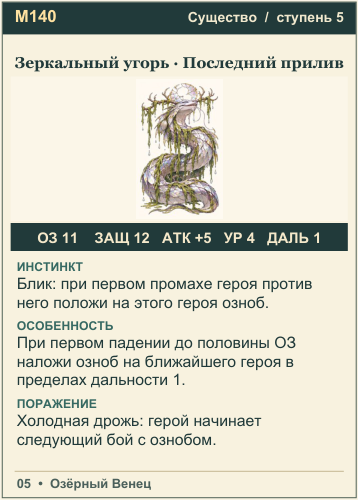 M140
Существо / ступень 5
Зеркальный угорь · Последний прилив
ОЗ 11 ЗАЩ 12 АТК +5 УР 4 ДАЛЬ 1
ИНСТИНКТ
Блик: при первом промахе героя против
него положи на этого героя озноб.
ОСОБЕННОСТЬ
При первом падении до половины ОЗ
наложи озноб на ближайшего героя в
пределах дальности 1.
ПОРАЖЕНИЕ
Холодная дрожь: герой начинает
следующий бой с ознобом.
05 • Озёрный Венец